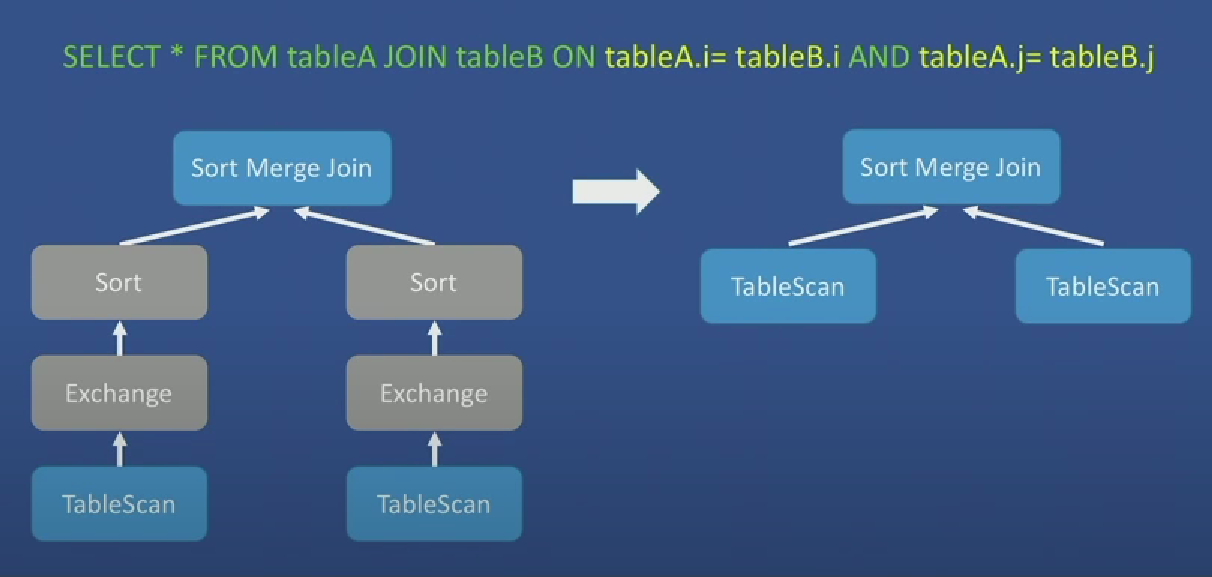 SELECT * FROM tableA JOIN tableB ON tableA.i= tableB.i AND tableA.j= tableB.j
Sort Merge Join
Sort Merge Join
Sort
Sort
TableScan
TableScan
Exchange
Exchange
TableScan
TableScan